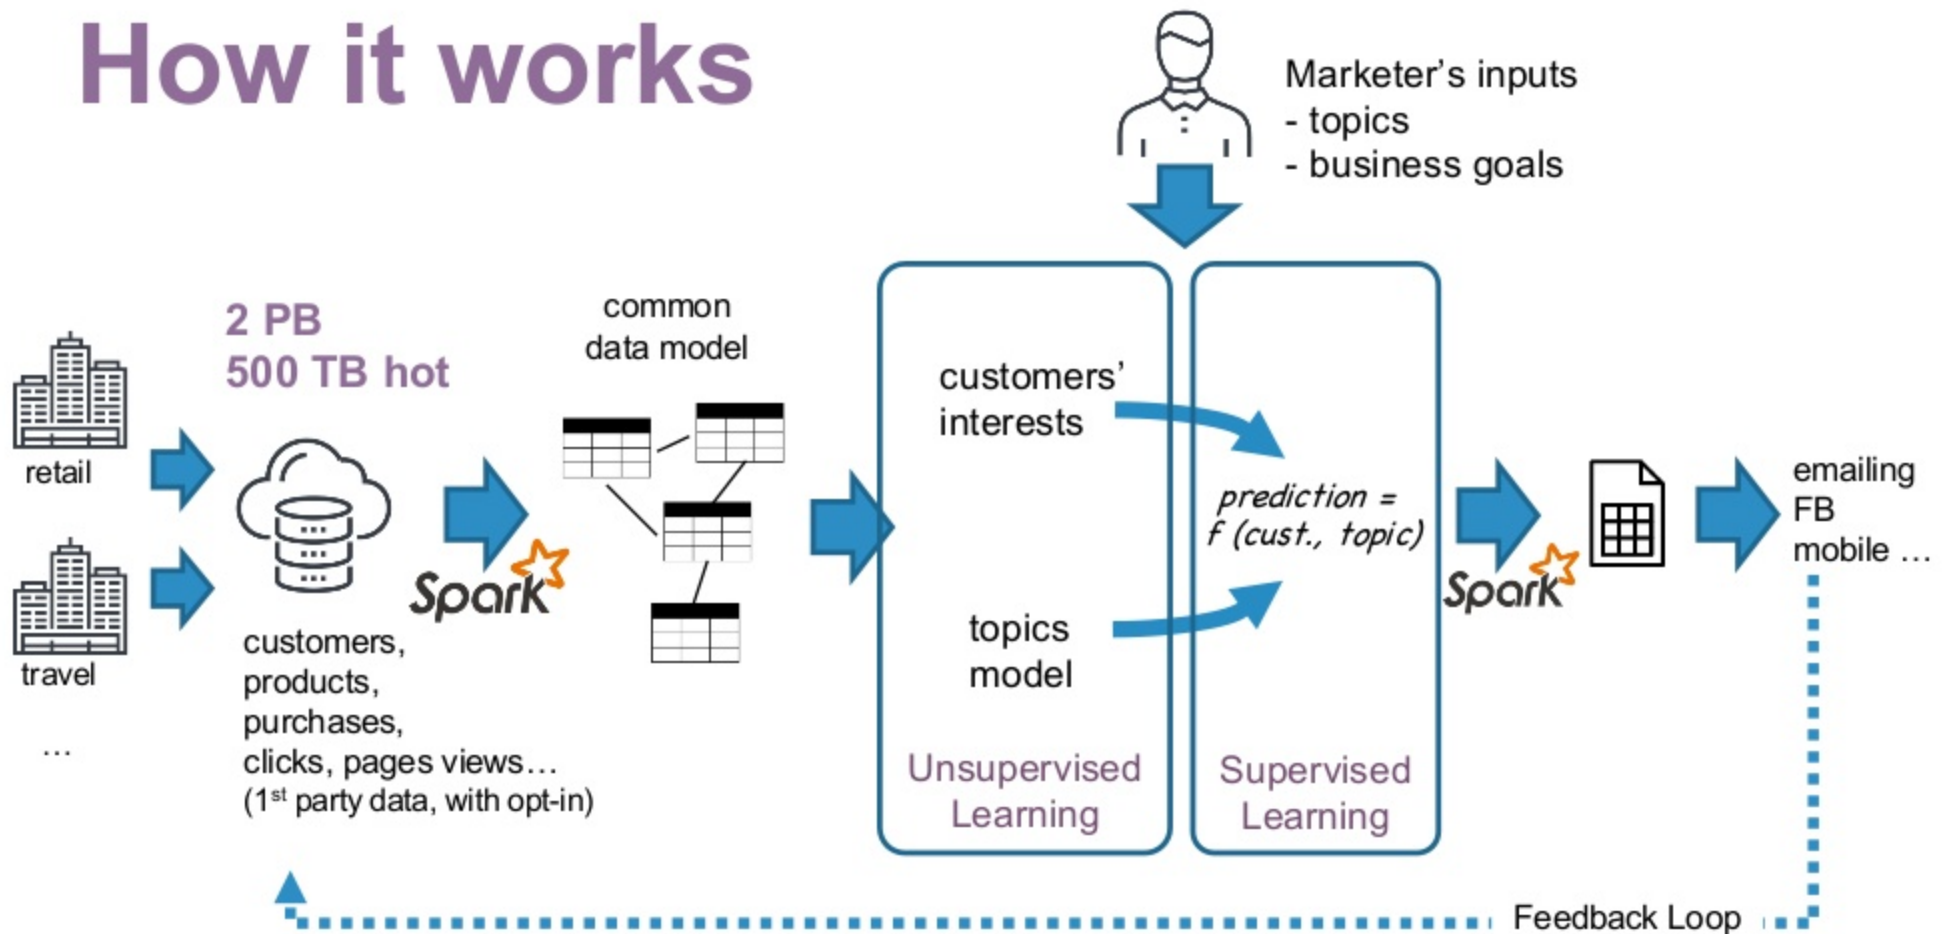 How it works
Marketer’s inputs
- topics
- business goals
retail
travel
…
2 PB
500 TB hot
customers,
products,
purchases,
clicks, pages views…
(1st party data, with opt-in)
Spark
common
data model
customers’
interests
topics
model
Unsupervised
Learning
prediction =
f (cust., topic)
Supervised
Learning
Spark
emailing
FB
mobile …
Feedback Loop